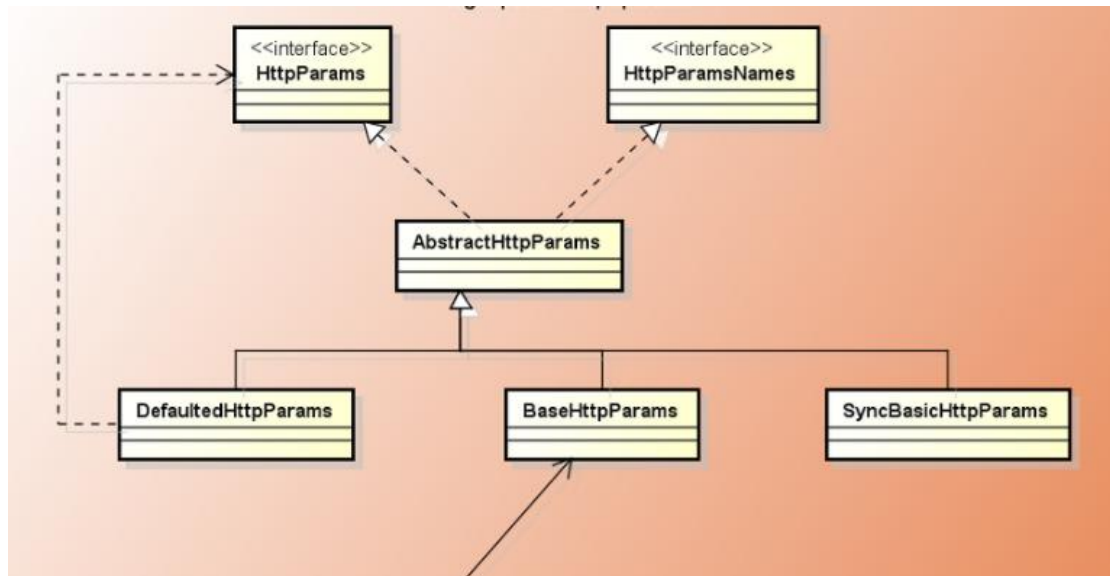 <<interface>>
HttpParams
<<interface>>
HttpParamsNames
AbstractHttpParams
DefaultedHttpParams
BaseHttpParams
SyncBasicHttpParams